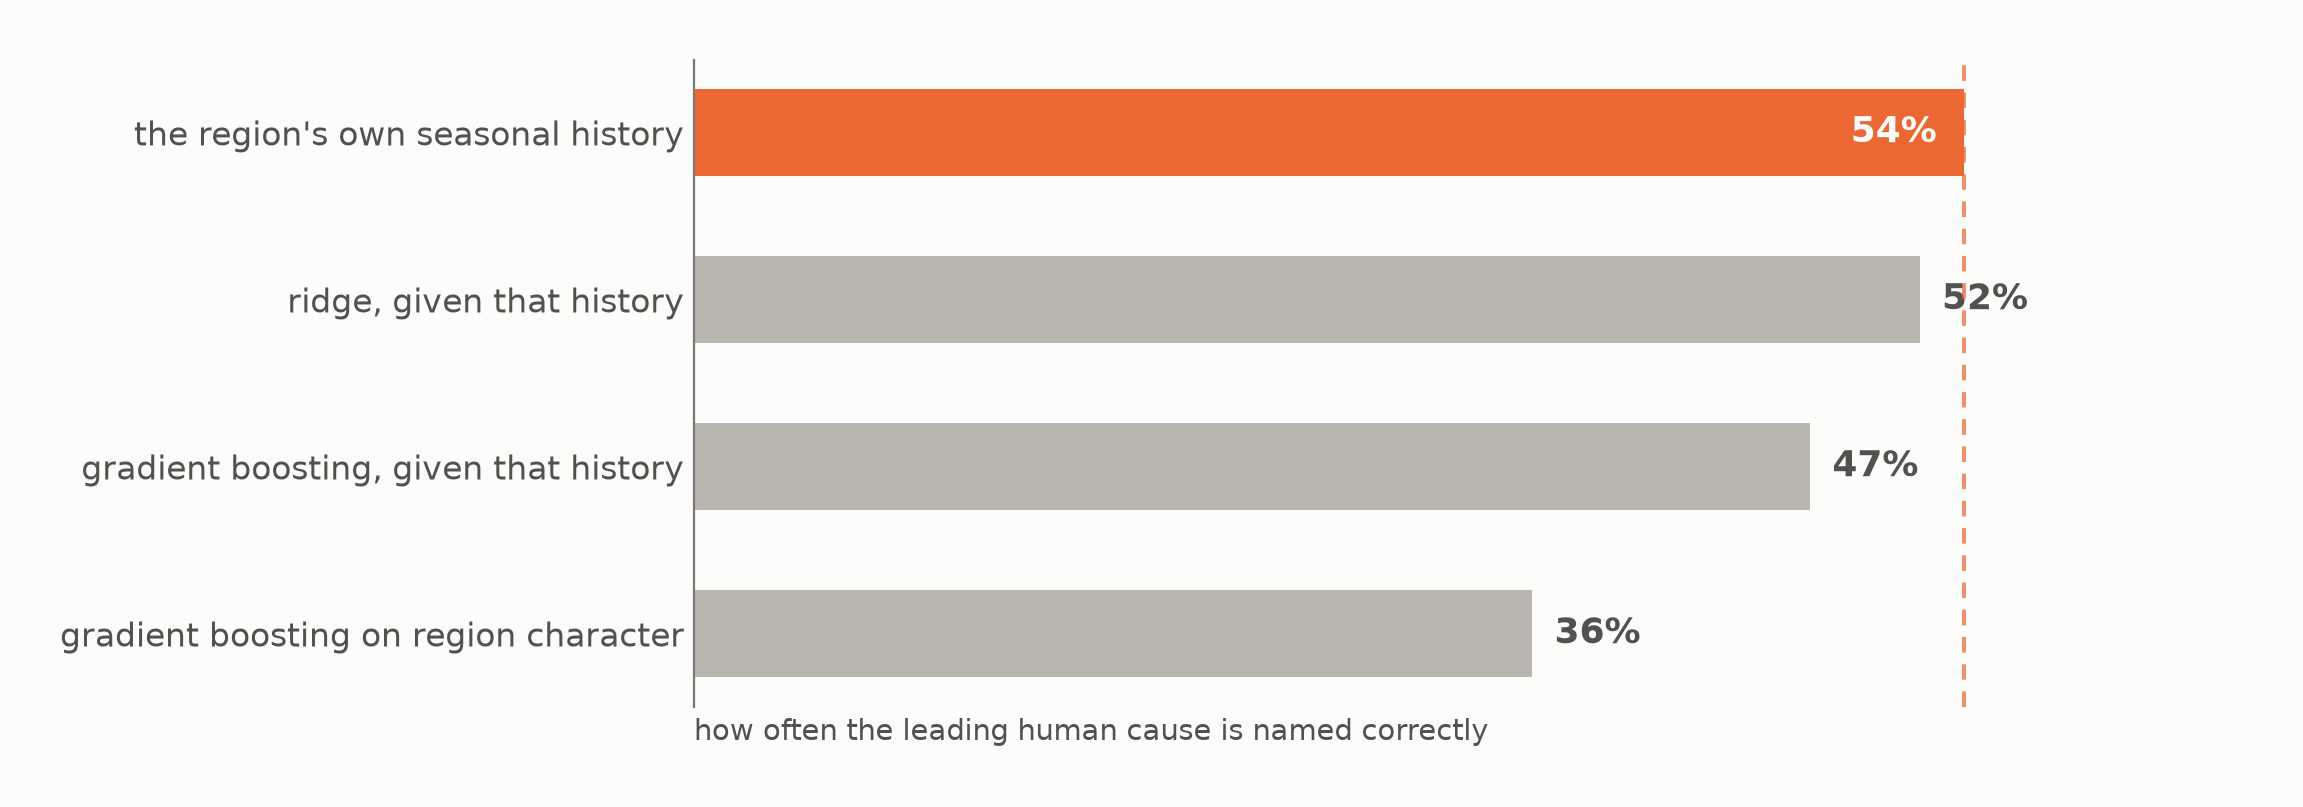 the region's own seasonal history
54%
ridge, given that history
52%
gradient boosting, given that history
47%
gradient boosting on region character
36%
how often the leading human cause is named correctly